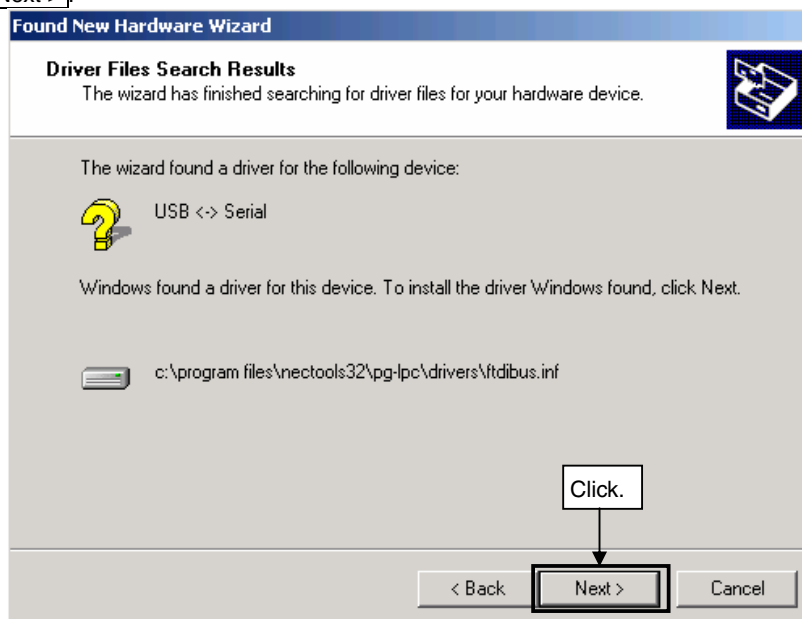 Next > .
Found New Hardware Wizard
Driver Files Search Results
The wizard has finished searching for driver files for your hardware device.
The wizard found a driver for the following device:
USB <-> Serial
Windows found a driver for this device. To install the driver Windows found, click Next.
c:\program files\nectools32\pg-lpc\drivers\ftdibus.inf
Click.
< Back
Next >
Cancel